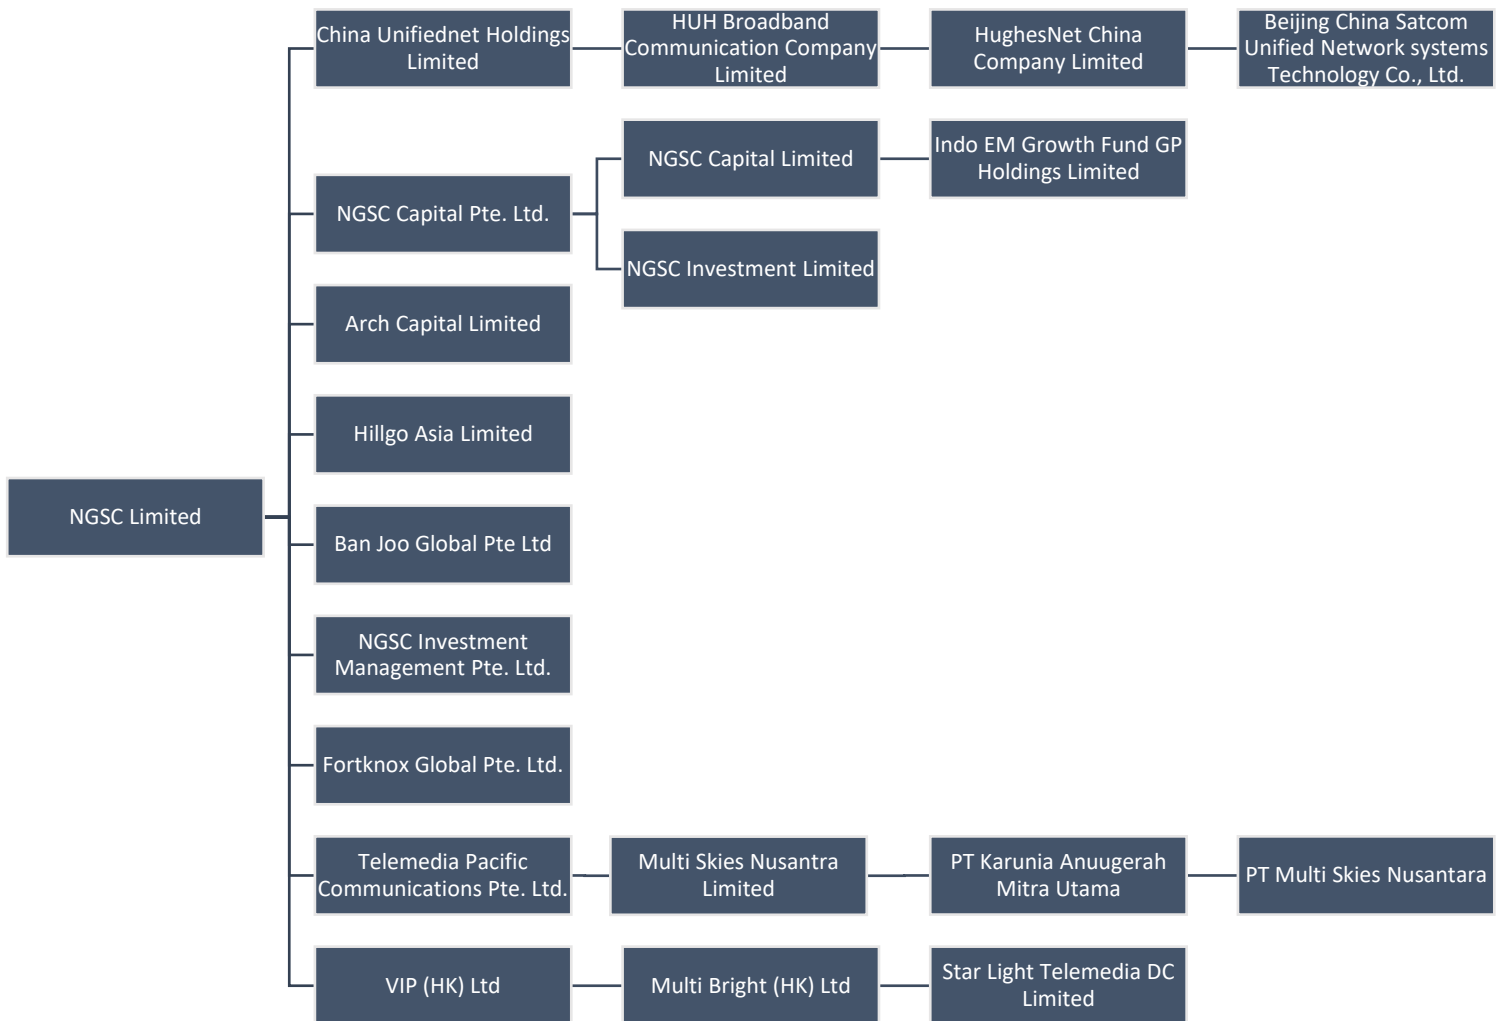 China Unifiednet Holdings
Limited
HUH Broadband
Communication Company
Limited
HughesNet China
Company Limited
Beijing China Satcom
Unified Network systems
Technology Co., Ltd.
NGSC Capital Limited
Indo EM Growth Fund GP
Holdings Limited
NGSC Capital Pte. Ltd.
NGSC Investment Limited
Arch Capital Limited
Hillgo Asia Limited
NGSC Limited
Ban Joo Global Pte Ltd
NGSC Investment
Management Pte. Ltd.
Fortknox Global Pte. Ltd.
Telemedia Pacific
Communications Pte. Ltd.
Multi Skies Nusantra
Limited
PT Karunia Anuugerah
Mitra Utama
PT Multi Skies Nusantara
VIP (HK) Ltd
Multi Bright (HK) Ltd
Star Light Telemedia DC
Limited